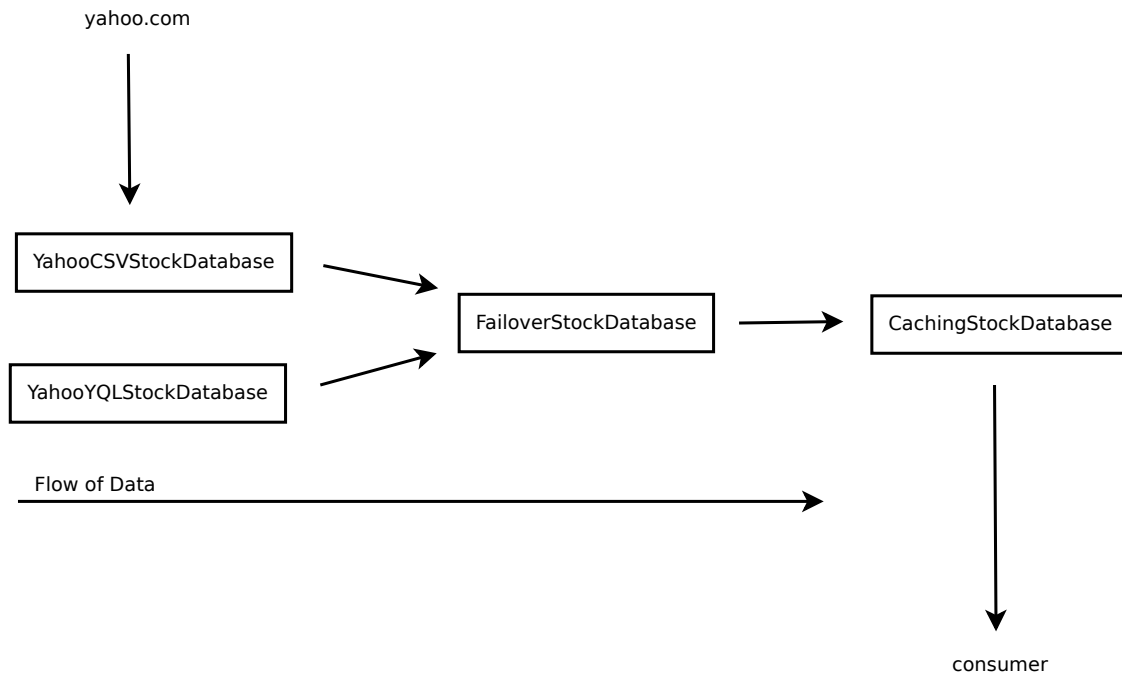 yahoo.com
YahooCSVStockDatabase
FailoverStockDatabase
CachingStockDatabase
YahooYQLStockDatabase
Flow of Data
consumer